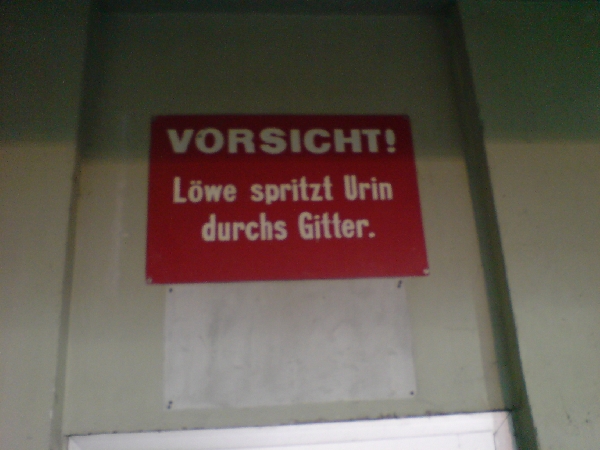 VORSICHT!
Löwe spritzt Urin
durchs Gitter.